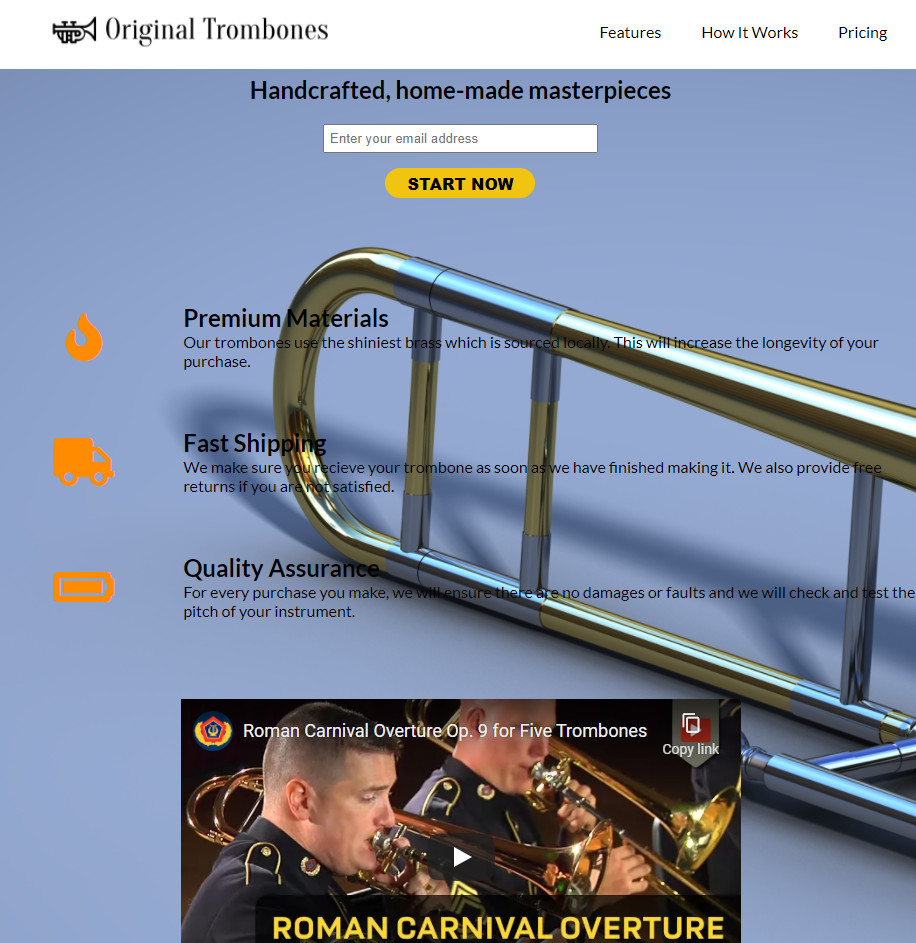 Original Trombones
Features
How It Works
Pricing
Handcrafted, home-made masterpieces
Enter your email address
START NOW
Premium Materials
Our trombones use the shiniest brass which is sourced locally. This will increase the longevity of your
purchase.
Fast Shipping
We make sure you recieve your trombone as soon as we have finished making it. We also provide free
returns if you are not satisfied.
Quality Assurance
For every purchase you make, we will ensure there are no damages or faults and we will check and test the
pitch of your instrument.
Roman Carnival Overture Op. 9 for Five Trombones
Copy link
ROMAN CARNIVAL OVERTURE